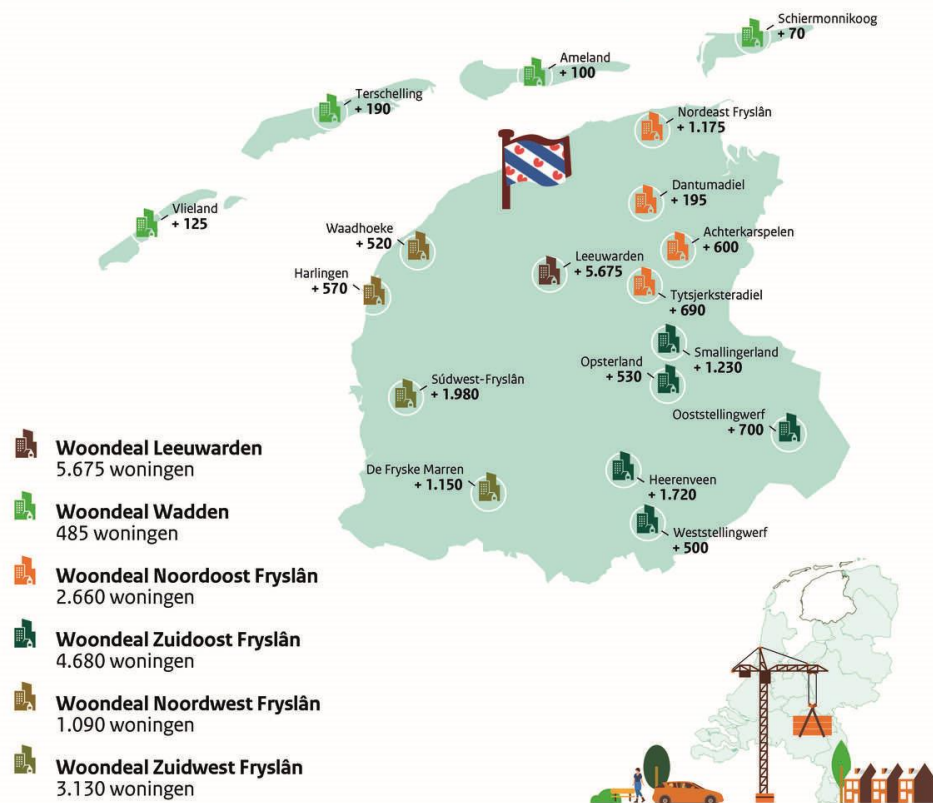 Schiermonnikoog
+ 70
Ameland
+ 100
Terschelling
+ 190
Vlieland
+ 125
Nordeast Fryslân
+ 1.175
Dantumadiel
+ 195
Achterkarspelen
+ 600
Waadhoeke
+ 520
Leeuwarden
+ 5.675
Harlingen
+ 570
Tytsjerksteradiel
+ 690
Smallingerland
+ 1.230
Opsterland
+ 530
Súdwest-Fryslân
+ 1.980
Ooststellingwerf
+ 700
De Fryske Marren
+ 1.150
Heerenveen
+ 1.720
Weststellingwerf
+ 500
Woondeal Leeuwarden
5.675 woningen
Woondeal Wadden
485 woningen
Woondeal Noordoost Fryslân
2.660 woningen
Woondeal Zuidoost Fryslân
4.680 woningen
Woondeal Noordwest Fryslân
1.090 woningen
Woondeal Zuidwest Fryslân
3.130 woningen